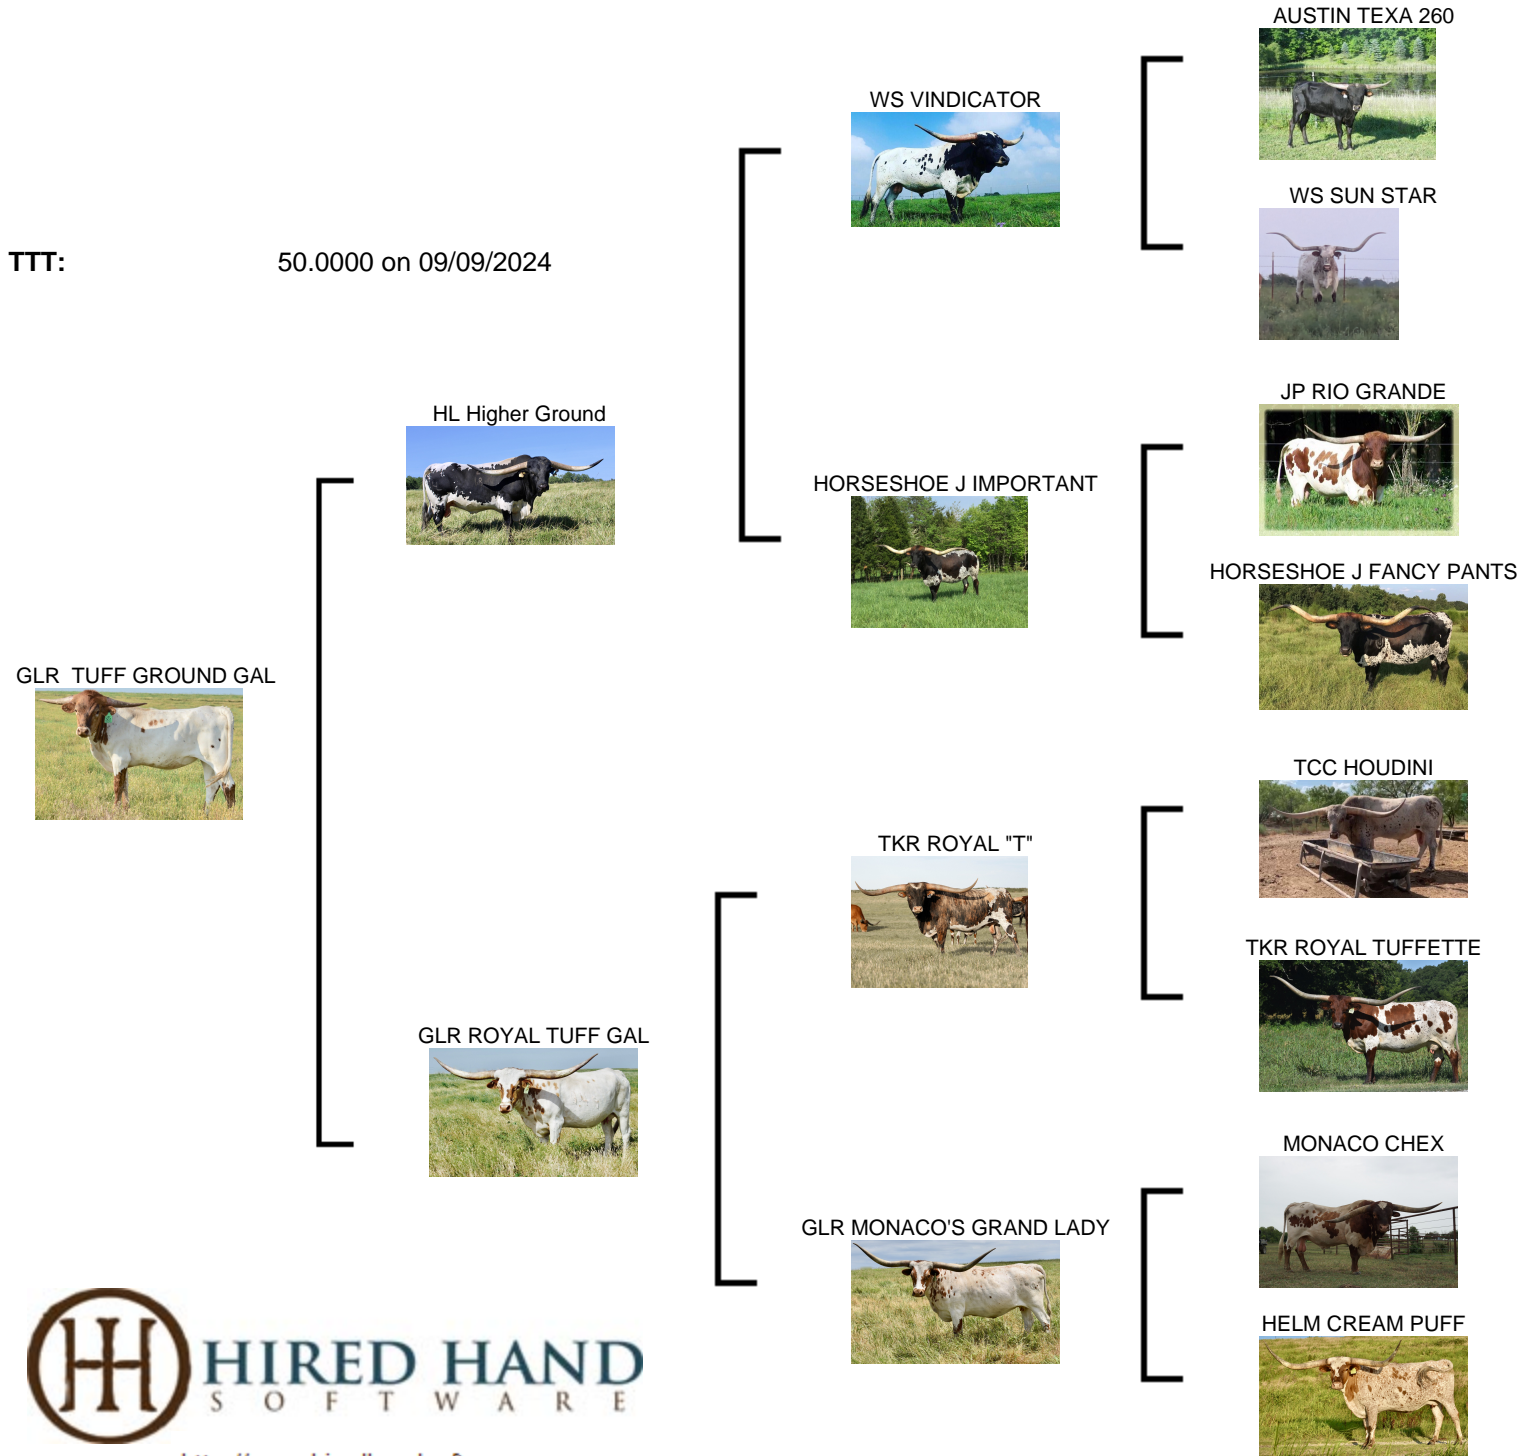 AUSTIN TEXA 260
WS VINDICATOR
WS SUN STAR
TTT: 50.0000 on 09/09/2024
JP RIO GRANDE
HL Higher Ground
HORSESHOE J IMPORTANT
HORSESHOE J FANCY PANTS
GLR TUFF GROUND GAL
TCC HOUDINI
TKR ROYAL "T"
TKR ROYAL TUFFETTE
GLR ROYAL TUFF GAL
MONACO CHEX
GLR MONACO'S GRAND LADY
HELM CREAM PUFF
HIRED HAND
SOFTWARE